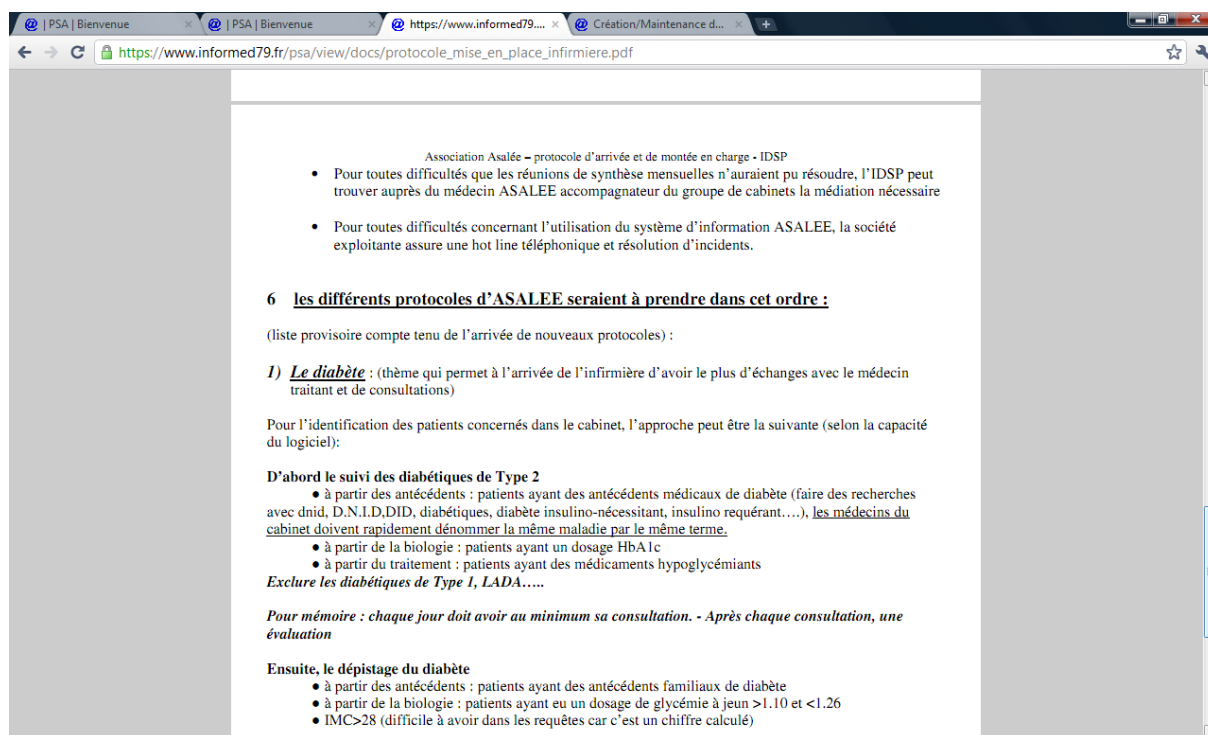 | PSA | Bienvenue
| PSA | Bienvenue
https://www.informed79....
Création/Maintenance d...
https://www.informed79.fr/psa/view/docs/protocole_mise_en_place_infirmiere.pdf
Association Asalée – protocole d'arrivée et de montée en charge - IDSP
• Pour toutes difficultés que les réunions de synthèse mensuelles n'auraient pu résoudre, l'IDSP peut
trouver auprès du médecin ASALEE accompagnateur du groupe de cabinets la médiation nécessaire
• Pour toutes difficultés concernant l'utilisation du système d'information ASALEE, la société
exploitante assure une hot line téléphonique et résolution d'incidents.
6 les différents protocoles d'ASALEE seraient à prendre dans cet ordre :
(liste provisoire compte tenu de l'arrivée de nouveaux protocoles) :
1) Le diabète : (thème qui permet à l'arrivée de l'infirmière d'avoir le plus d'échanges avec le médecin
traitant et de consultations)
Pour l'identification des patients concernés dans le cabinet, l'approche peut être la suivante (selon la capacité
du logiciel):
D'abord le suivi des diabétiques de Type 2
● à partir des antécédents : patients ayant des antécédents médicaux de diabète (faire des recherches
avec dnid, D.N.I.D,DID, diabétiques, diabète insulino-nécessitant, insulino requérant….), les médecins du
cabinet doivent rapidement dénommer la même maladie par le même terme.
● à partir de la biologie : patients ayant un dosage HbA1c
● à partir du traitement : patients ayant des médicaments hypoglycémiants
Exclure les diabétiques de Type 1, LADA…..
Pour mémoire : chaque jour doit avoir au minimum sa consultation. - Après chaque consultation, une
évaluation
Ensuite, le dépistage du diabète
● à partir des antécédents : patients ayant des antécédents familiaux de diabète
● à partir de la biologie : patients ayant eu un dosage de glycémie à jeun >1.10 et <1.26
● IMC>28 (difficile à avoir dans les requêtes car c'est un chiffre calculé)